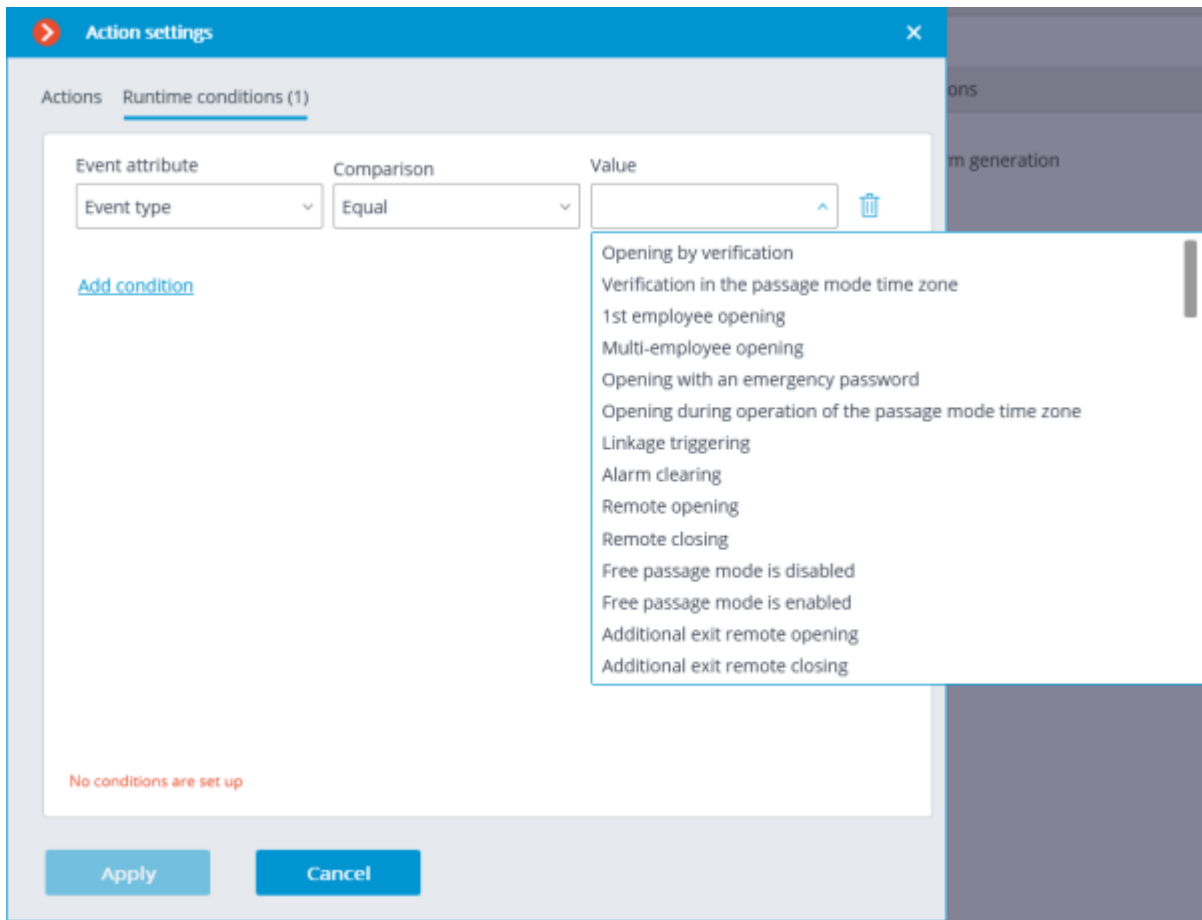 Action settings
Actions Runtime conditions (1)
ons
Event attribute Comparison Value
m generation
Event type Equal
Opening by verification
Add condition
Verification in the passage mode time zone
1st employee opening
Multi-employee opening
Opening with an emergency password
Opening during operation of the passage mode time zone
Linkage triggering
Alarm clearing
Remote opening
Remote closing
Free passage mode is disabled
Free passage mode is enabled
Additional exit remote opening
Additional exit remote closing
No conditions are set up
Apply Cancel